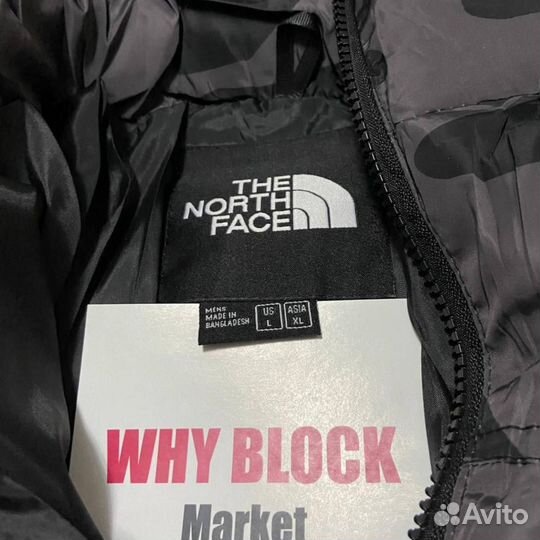 THE
NORTH
FACE
MENS
MADE IN
BANGLADESH
US
L
ASIA
XL
WHY BLOCK
Market
Avito